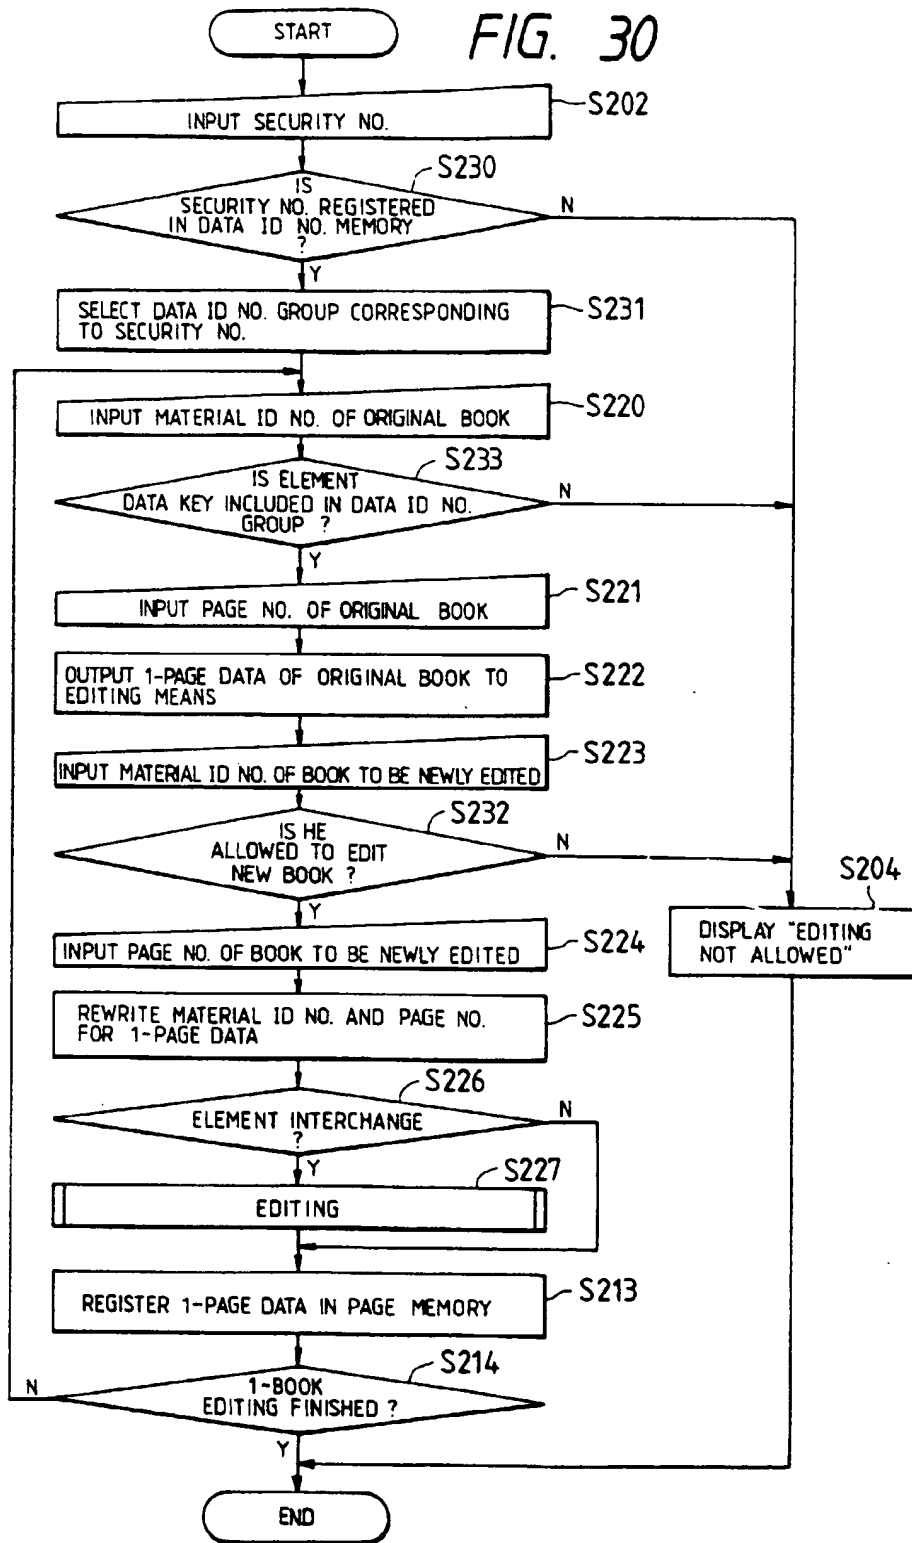 START
FIG. 30
INPUT SECURITY NO.
S202
S230
IS
SECURITY NO. REGISTERED
IN DATA ID NO. MEMORY
?
N
Y
SELECT DATA ID NO. GROUP CORRESPONDING
TO SECURITY NO.
S231
INPUT MATERIAL ID NO. OF ORIGINAL BOOK
S220
S233
IS ELEMENT
DATA KEY INCLUDED IN DATA ID NO.
GROUP ?
N
Y
INPUT PAGE NO. OF ORIGINAL BOOK
S221
OUTPUT 1-PAGE DATA OF ORIGINAL BOOK TO
EDITING MEANS
S222
INPUT MATERIAL ID NO. OF BOOK TO BE NEWLY EDITED
S223
S232
IS HE
ALLOWED TO EDIT
NEW BOOK ?
N
Y
S204
DISPLAY "EDITING
NOT ALLOWED"
INPUT PAGE NO. OF BOOK TO BE NEWLY EDITED
S224
REWRITE MATERIAL ID NO. AND PAGE NO.
FOR 1-PAGE DATA
S225
S226
ELEMENT INTERCHANGE
?
N
Y
S227
EDITING
REGISTER 1-PAGE DATA IN PAGE MEMORY
S213
S214
1-BOOK
EDITING FINISHED ?
N
Y
END